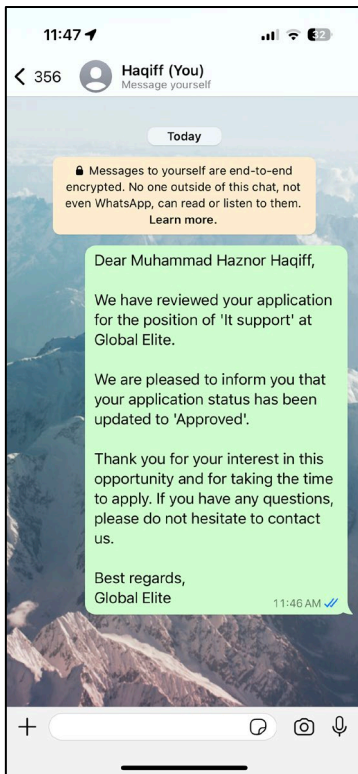 11:47
32
356
Haqiff (You)
Message yourself
Today
Messages to yourself are end-to-end
encrypted. No one outside of this chat, not
even WhatsApp, can read or listen to them.
Learn more.
Dear Muhammad Haznor Haqiff,
We have reviewed your application
for the position of 'It support' at
Global Elite.
We are pleased to inform you that
your application status has been
updated to 'Approved'.
Thank you for your interest in this
opportunity and for taking the time
to apply. If you have any questions,
please do not hesitate to contact
us.
Best regards,
Global Elite
11:46 AM